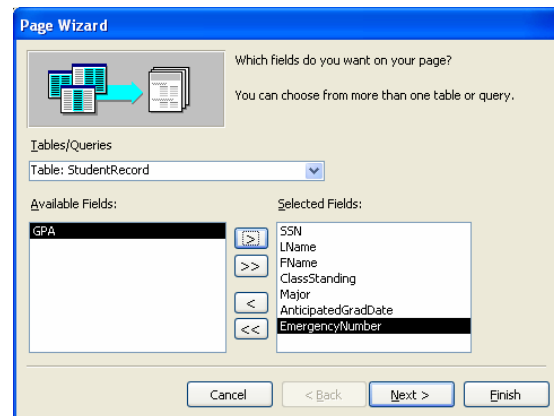 Page Wizard
Which fields do you want on your page?
You can choose from more than one table or query.
Tables/Queries
Table: StudentRecord
Available Fields:
Selected Fields:
GPA
>
>>
<
<<
SSN
LName
FName
ClassStanding
Major
AnticipatedGradDate
EmergencyNumber
Cancel
< Back
Next >
Finish